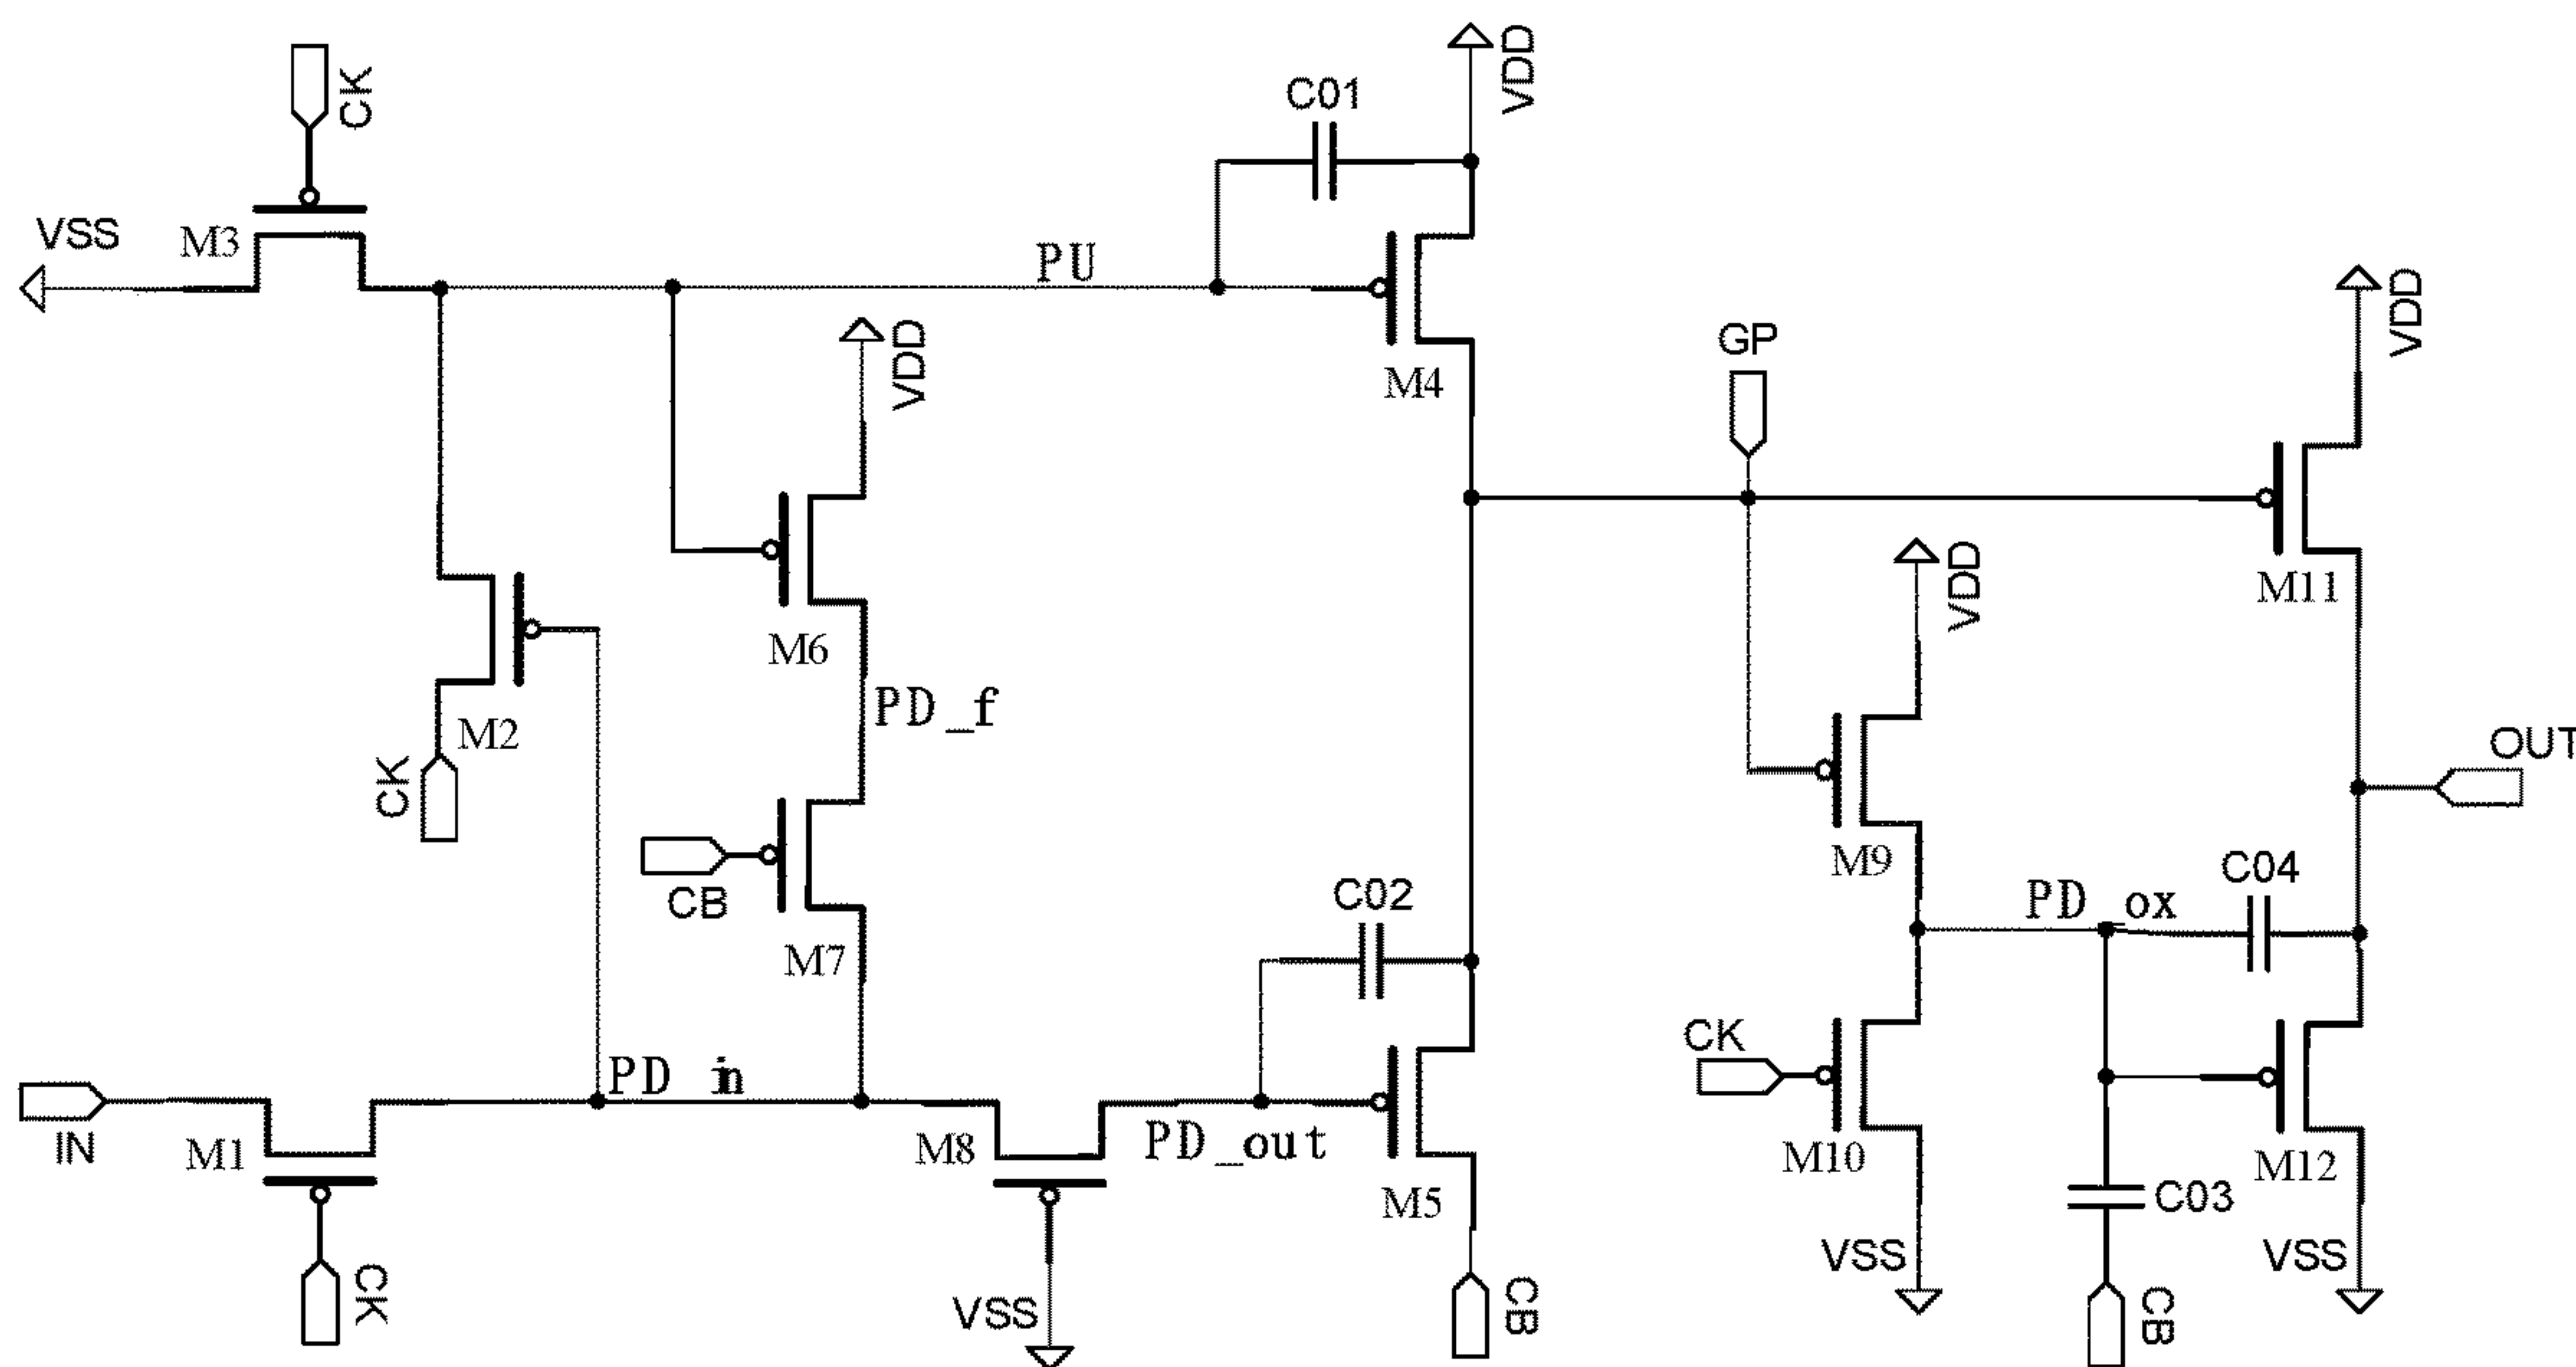 CK
VDD
C01
VSS
M3
PU
GP
VDD
VDD
M4
M11
M6
VDD
PD_f
M2
OUT
CK
M9
C04
C02
CB
PD_ox
M7
CK
PD_in
IN
M1
M8
PD_out
M10
M12
M5
C03
CK
VSS
CB
VSS
VSS
CB